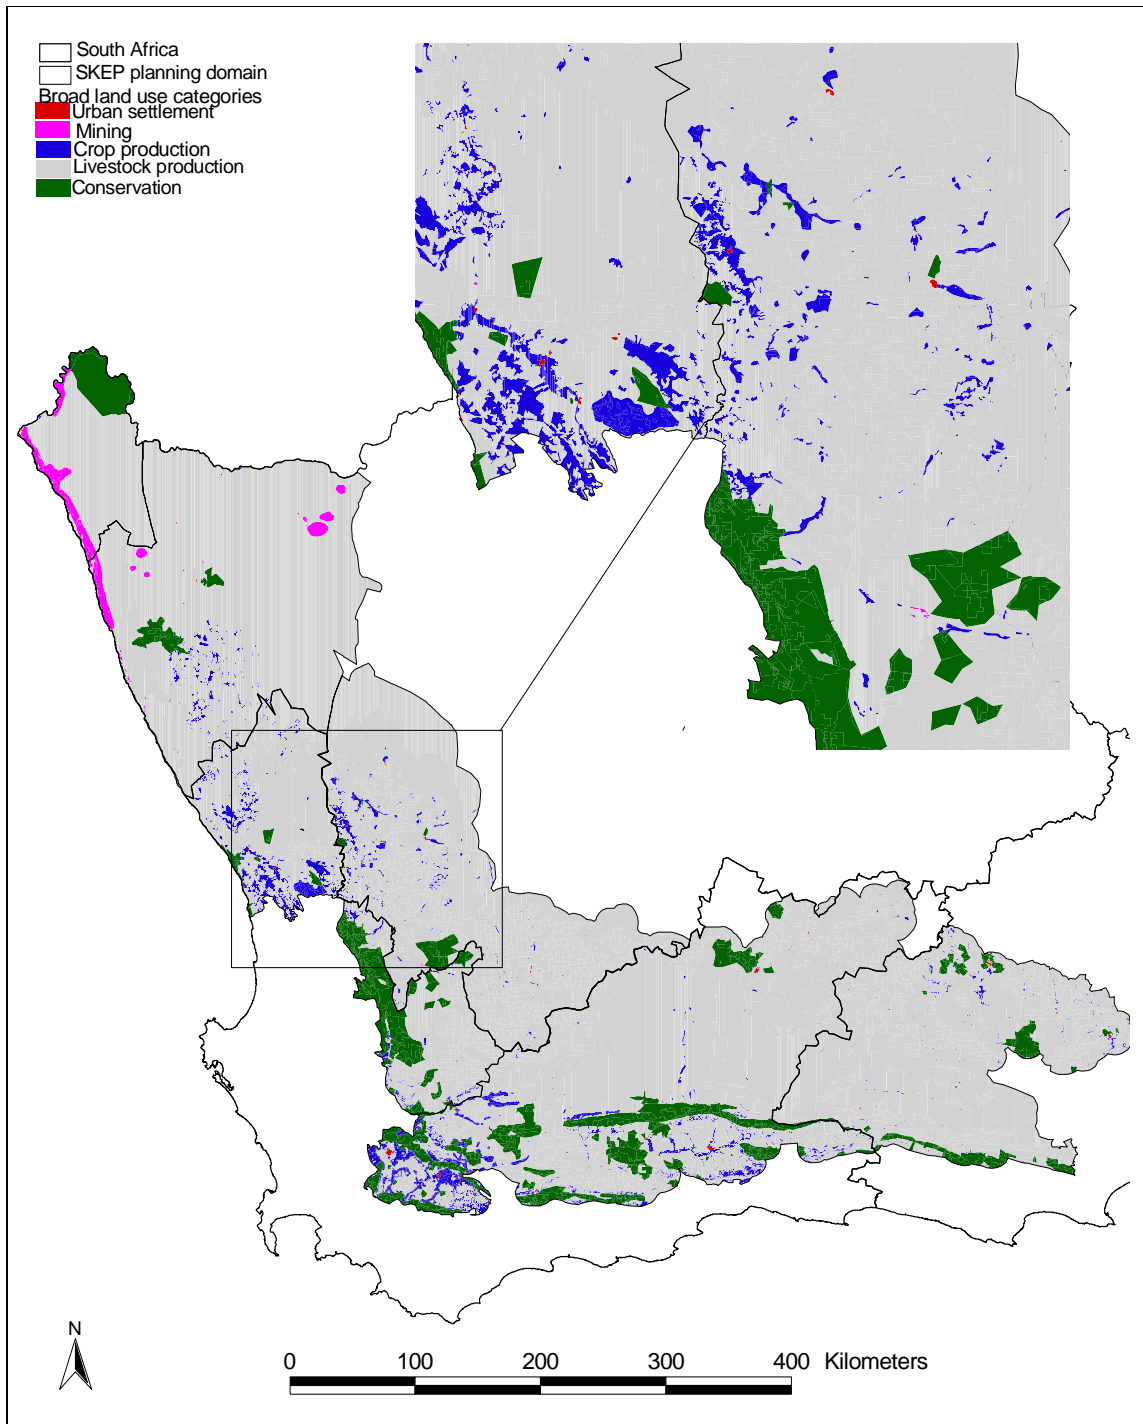 South Africa
SKEP planning domain
Broad land use categories
Urban settlement
Mining
Crop production
Livestock production
Conservation
N
0 100 200 300 400 Kilometers